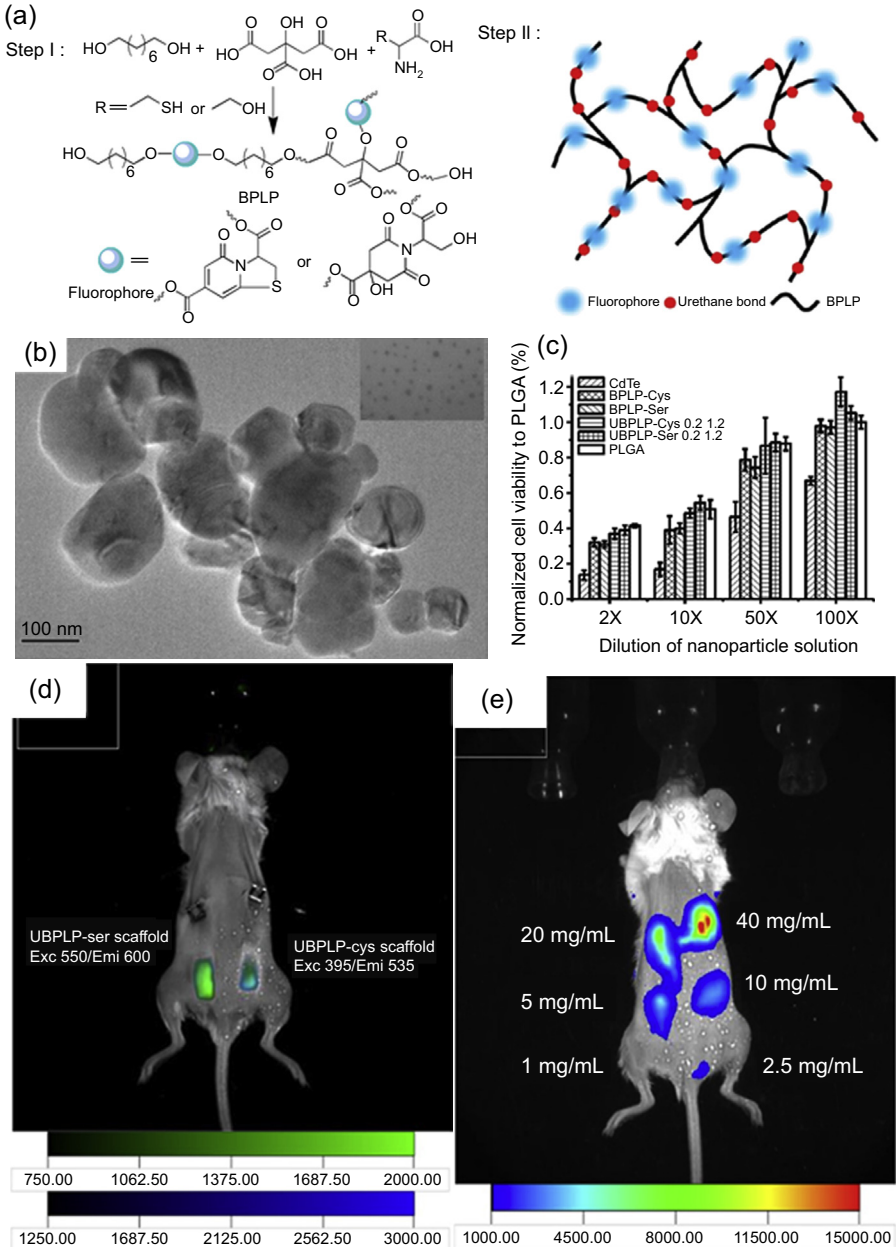 (a)
Step I :
HO 6 OH + HO O OH O OH O OH + R O OH NH2
R= SH or OH
HO 6 O O 6 O O O O OH O O
BPLP
Fluorophore = O O O N S O O or O O O N OH O O O OH
Step II :
Fluorophore Urethane bond BPLP
(b)
100 nm
(c)
Normalized cell viability to PLGA (%)
1.2
1.0
0.8
0.6
0.4
0.2
0.0
CdTe
BPLP-Cys
BPLP-Ser
UBPLP-Cys 0.2 1.2
UBPLP-Ser 0.2 1.2
PLGA
2X 10X 50X 100X
Dilution of nanoparticle solution
(d)
UBPLP-ser scaffold
Exc 550/Emi 600
UBPLP-cys scaffold
Exc 395/Emi 535
750.00 1062.50 1375.00 1687.50 2000.00
1250.00 1687.50 2125.00 2562.50 3000.00
(e)
20 mg/mL 40 mg/mL
5 mg/mL 10 mg/mL
1 mg/mL 2.5 mg/mL
1000.00 4500.00 8000.00 11500.00 15000.00